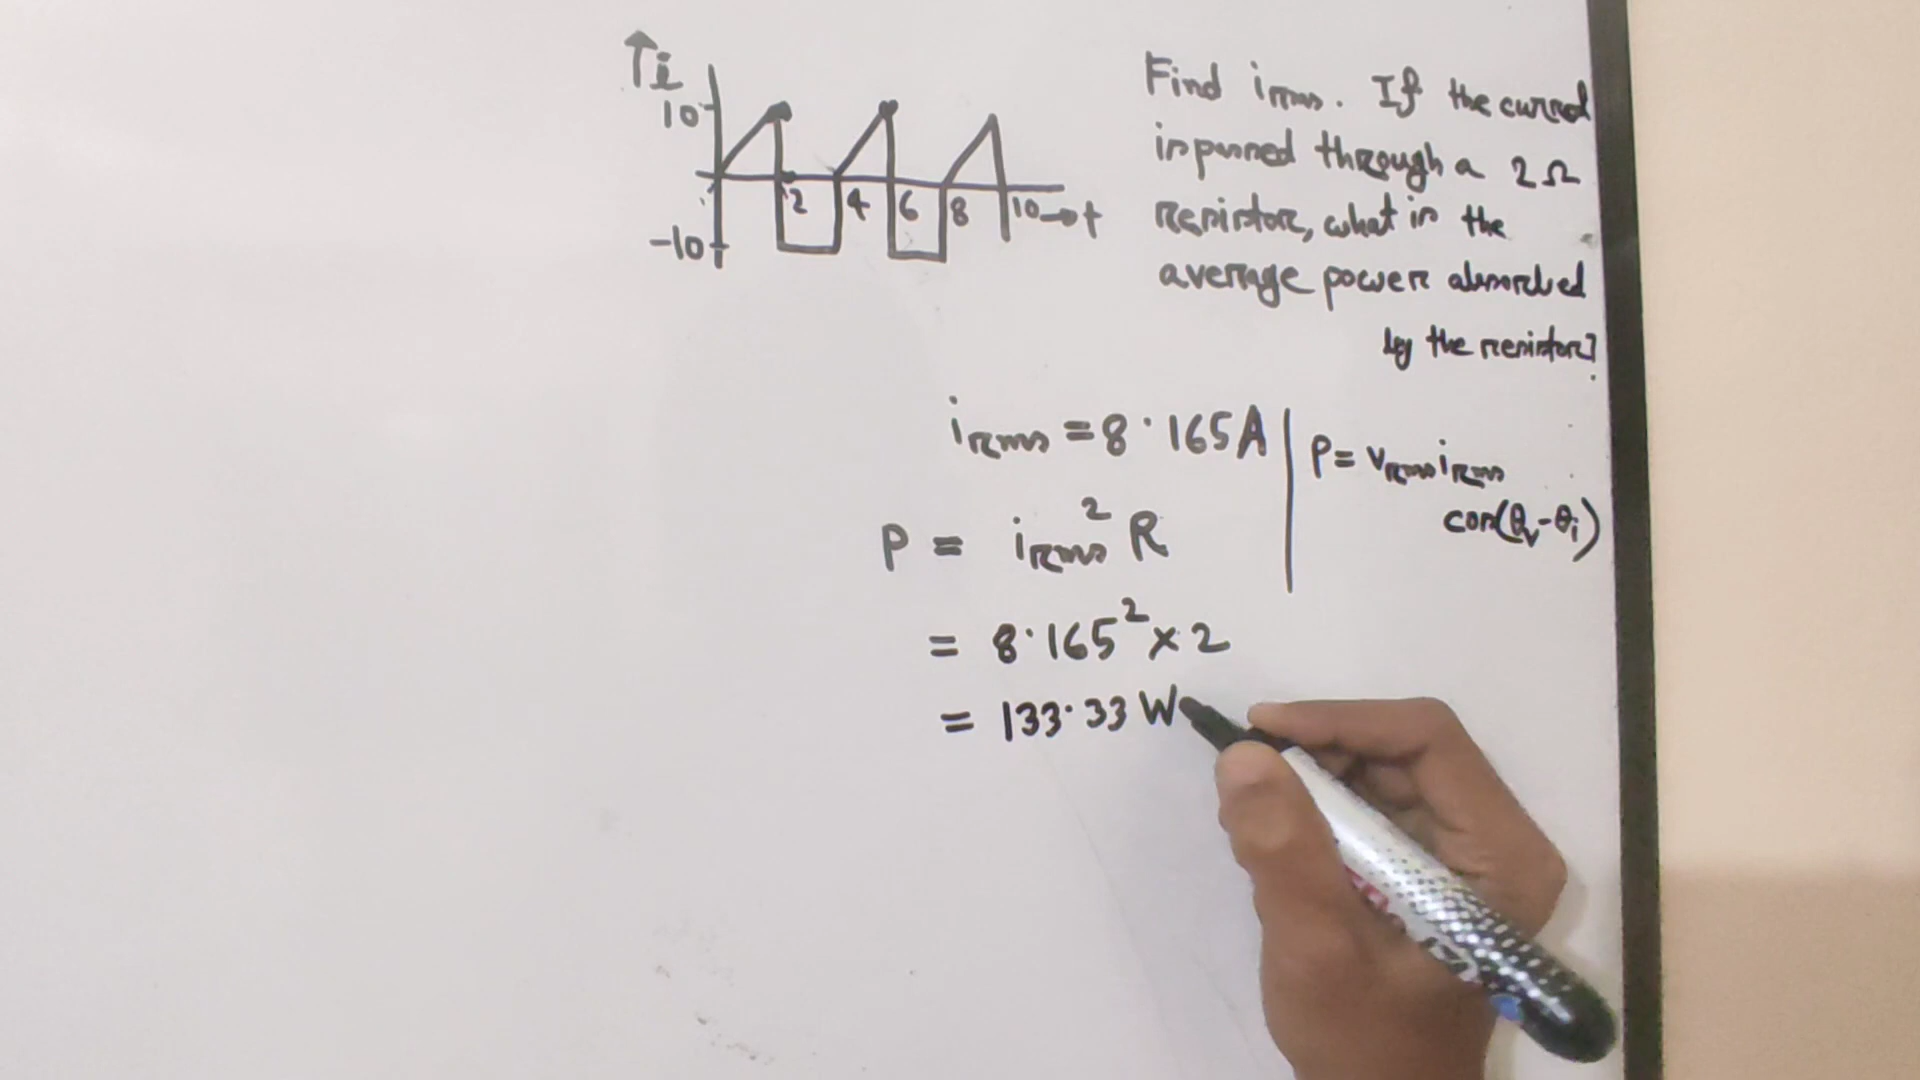 ↑i
10
-10
2 4 6 8 10→t
Find irms. If the current
is passed through a 2Ω
resistor, what is the
average power absorbed
by the resistor?
irms = 8.165A
P = vrms irms
cos(θv-θi)
P = irms² R
= 8.165² × 2
= 133.33 W